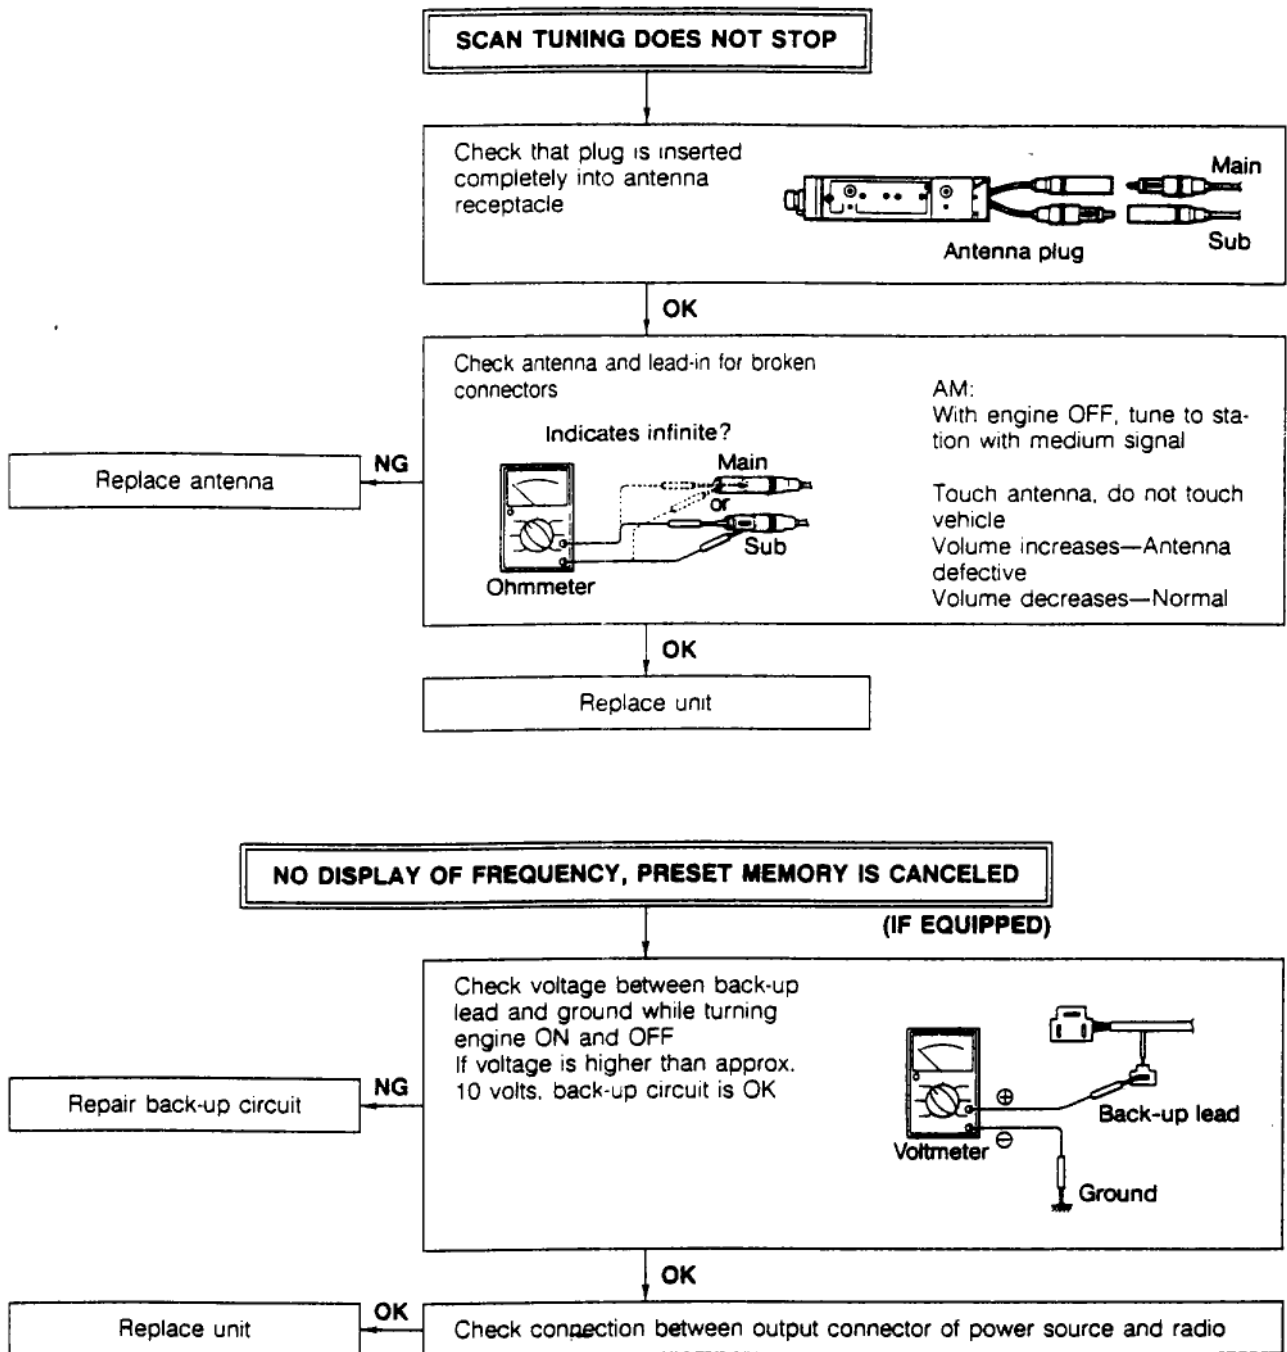 SCAN TUNING DOES NOT STOP
Check that plug is inserted
completely into antenna
receptacle
Main
Sub
Antenna plug
OK
Check antenna and lead-in for broken
connectors
Indicates infinite?
Main
or
Sub
Ohmmeter
AM:
With engine OFF, tune to sta-
tion with medium signal
Touch antenna, do not touch
vehicle
Volume increases—Antenna
defective
Volume decreases—Normal
NG
Replace antenna
OK
Replace unit
NO DISPLAY OF FREQUENCY, PRESET MEMORY IS CANCELED
(IF EQUIPPED)
Check voltage between back-up
lead and ground while turning
engine ON and OFF
If voltage is higher than approx.
10 volts, back-up circuit is OK
⊕
Back-up lead
Voltmeter ⊖
Ground
NG
Repair back-up circuit
OK
Check connection between output connector of power source and radio
OK
Replace unit